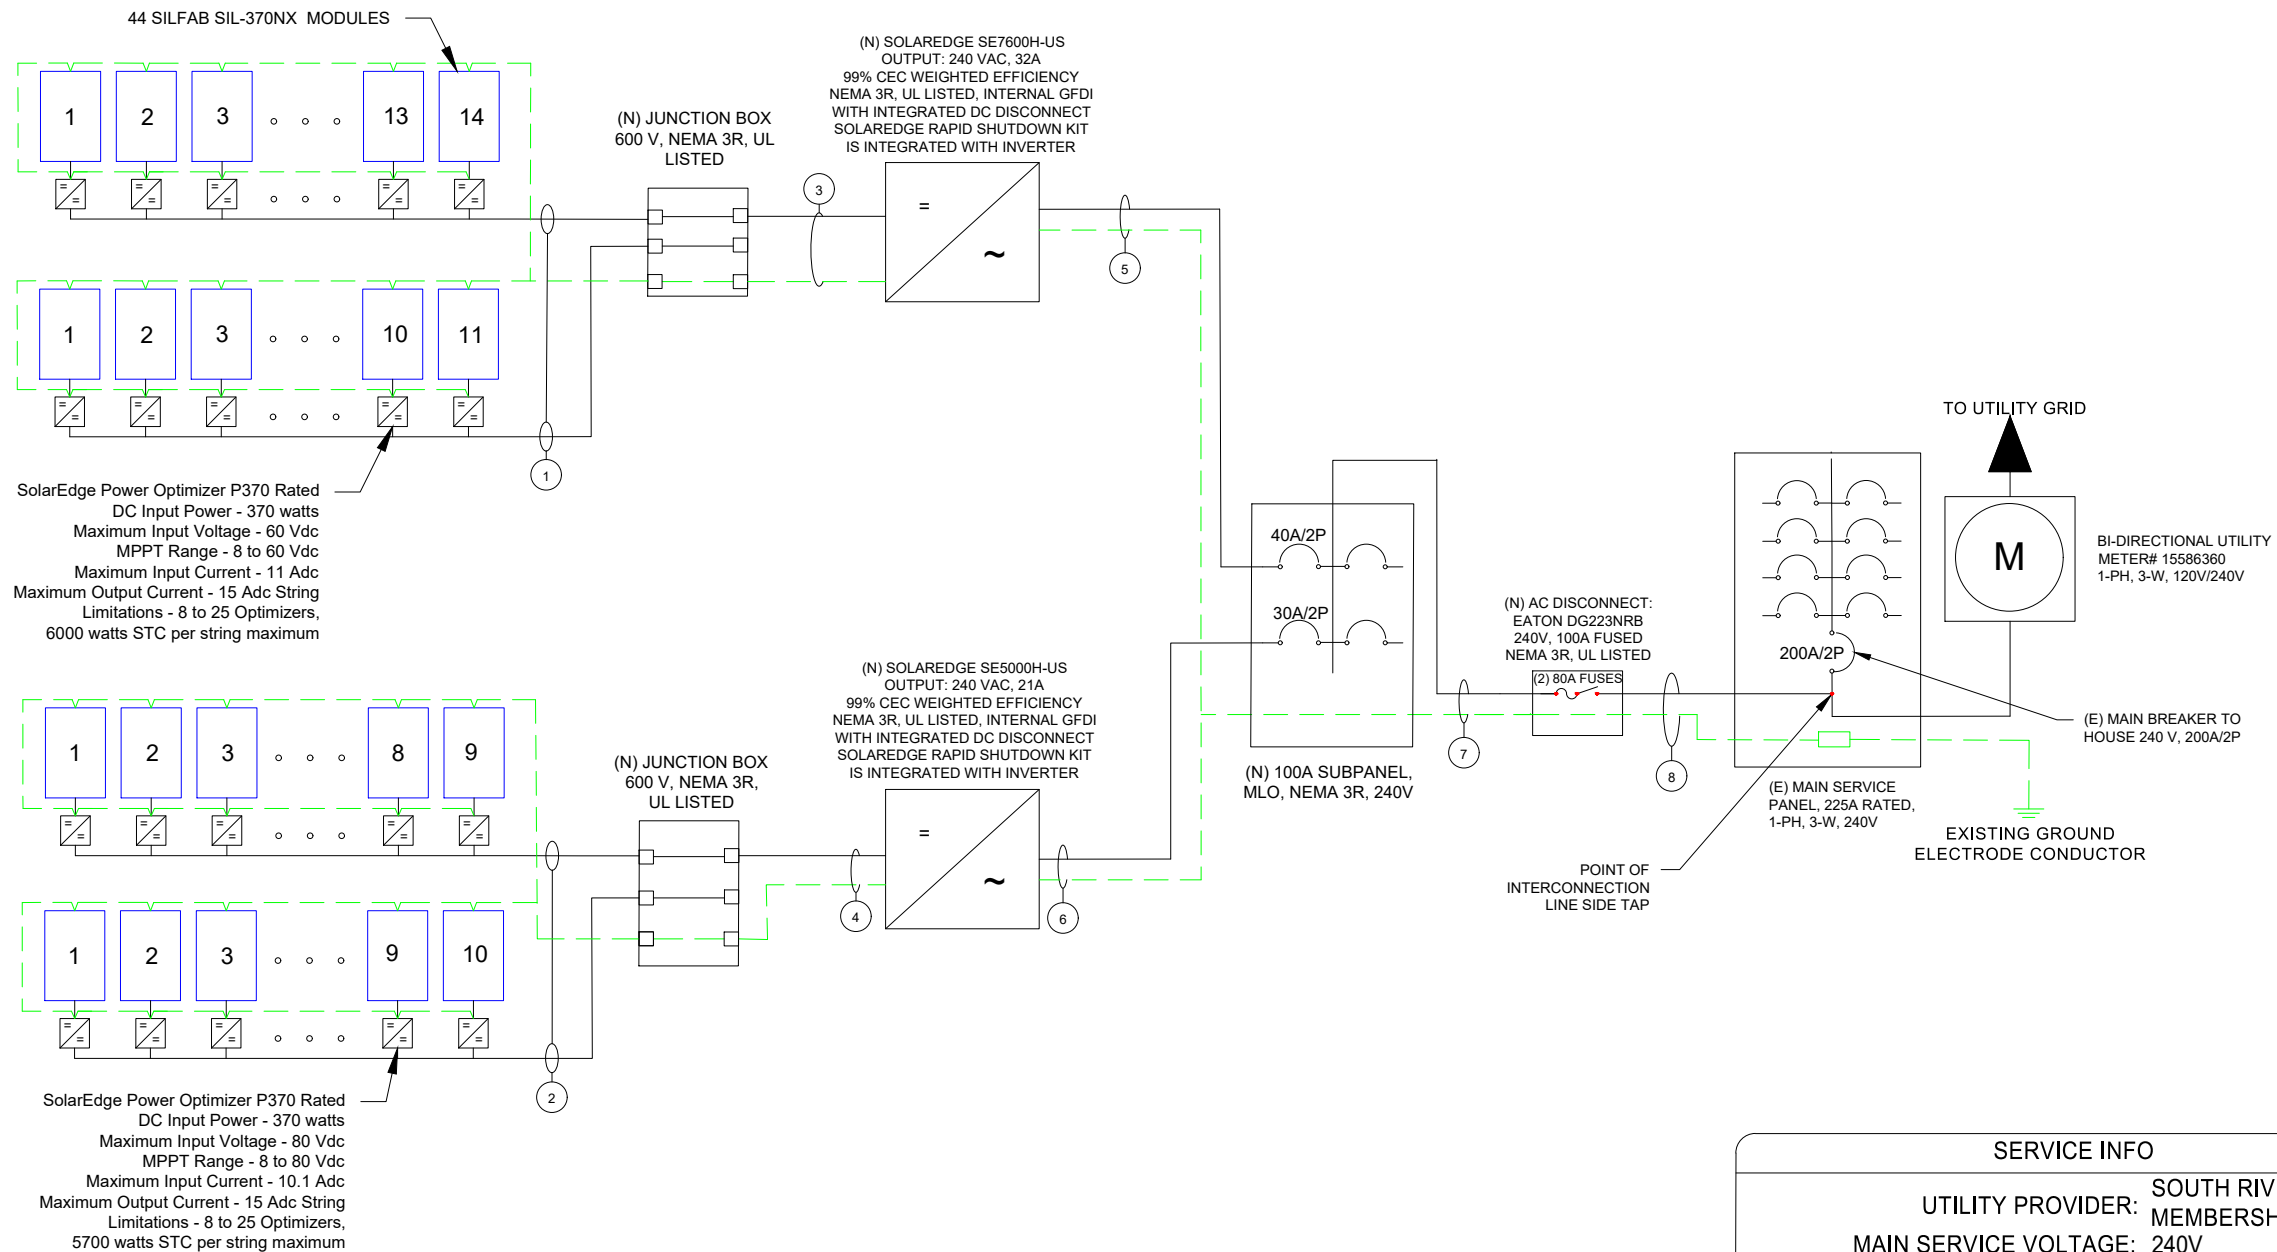 44 SILFAB SIL-370NX MODULES
1
2
3
13
14
1
2
3
10
11
SolarEdge Power Optimizer P370 Rated
DC Input Power - 370 watts
Maximum Input Voltage - 60 Vdc
MPPT Range - 8 to 60 Vdc
Maximum Input Current - 11 Adc
Maximum Output Current - 15 Adc String
Limitations - 8 to 25 Optimizers,
6000 watts STC per string maximum
1
(N) JUNCTION BOX
600 V, NEMA 3R, UL
LISTED
3
(N) SOLAREDGE SE7600H-US
OUTPUT: 240 VAC, 32A
99% CEC WEIGHTED EFFICIENCY
NEMA 3R, UL LISTED, INTERNAL GFDI
WITH INTEGRATED DC DISCONNECT
SOLAREDGE RAPID SHUTDOWN KIT
IS INTEGRATED WITH INVERTER
=
~
5
1
2
3
8
9
1
2
3
9
10
SolarEdge Power Optimizer P370 Rated
DC Input Power - 370 watts
Maximum Input Voltage - 80 Vdc
MPPT Range - 8 to 80 Vdc
Maximum Input Current - 10.1 Adc
Maximum Output Current - 15 Adc String
Limitations - 8 to 25 Optimizers,
5700 watts STC per string maximum
2
(N) JUNCTION BOX
600 V, NEMA 3R,
UL LISTED
4
(N) SOLAREDGE SE5000H-US
OUTPUT: 240 VAC, 21A
99% CEC WEIGHTED EFFICIENCY
NEMA 3R, UL LISTED, INTERNAL GFDI
WITH INTEGRATED DC DISCONNECT
SOLAREDGE RAPID SHUTDOWN KIT
IS INTEGRATED WITH INVERTER
=
~
6
40A/2P
30A/2P
(N) 100A SUBPANEL,
MLO, NEMA 3R, 240V
7
(N) AC DISCONNECT:
EATON DG223NRB
240V, 100A FUSED
NEMA 3R, UL LISTED
(2) 80A FUSES
8
200A/2P
(E) MAIN SERVICE
PANEL, 225A RATED,
1-PH, 3-W, 240V
POINT OF
INTERCONNECTION
LINE SIDE TAP
TO UTILITY GRID
M
BI-DIRECTIONAL UTILITY
METER# 15586360
1-PH, 3-W, 120V/240V
(E) MAIN BREAKER TO
HOUSE 240 V, 200A/2P
EXISTING GROUND
ELECTRODE CONDUCTOR
SERVICE INFO
UTILITY PROVIDER: SOUTH RIV
MEMBERSH
MAIN SERVICE VOLTAGE: 240V